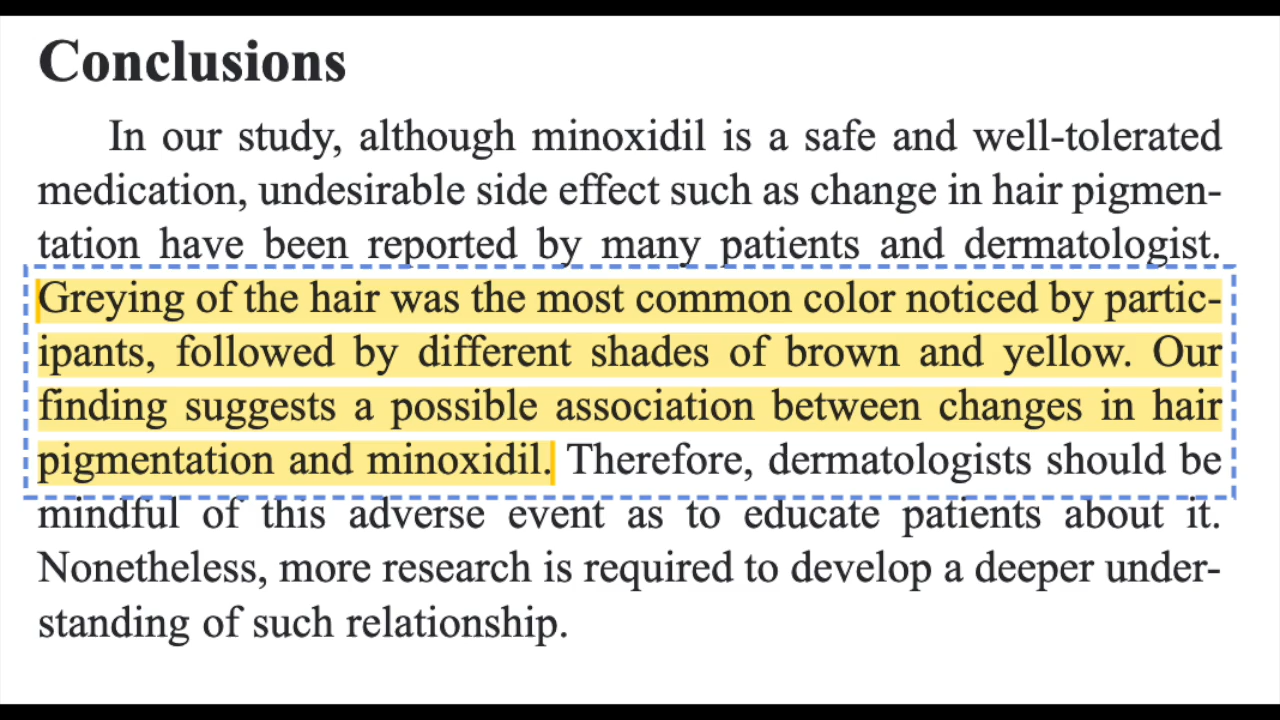 Conclusions
In our study, although minoxidil is a safe and well-tolerated
medication, undesirable side effect such as change in hair pigmen-
tation have been reported by many patients and dermatologist.
Greying of the hair was the most common color noticed by partic-
ipants, followed by different shades of brown and yellow. Our
finding suggests a possible association between changes in hair
pigmentation and minoxidil. Therefore, dermatologists should be
mindful of this adverse event as to educate patients about it.
Nonetheless, more research is required to develop a deeper under-
standing of such relationship.